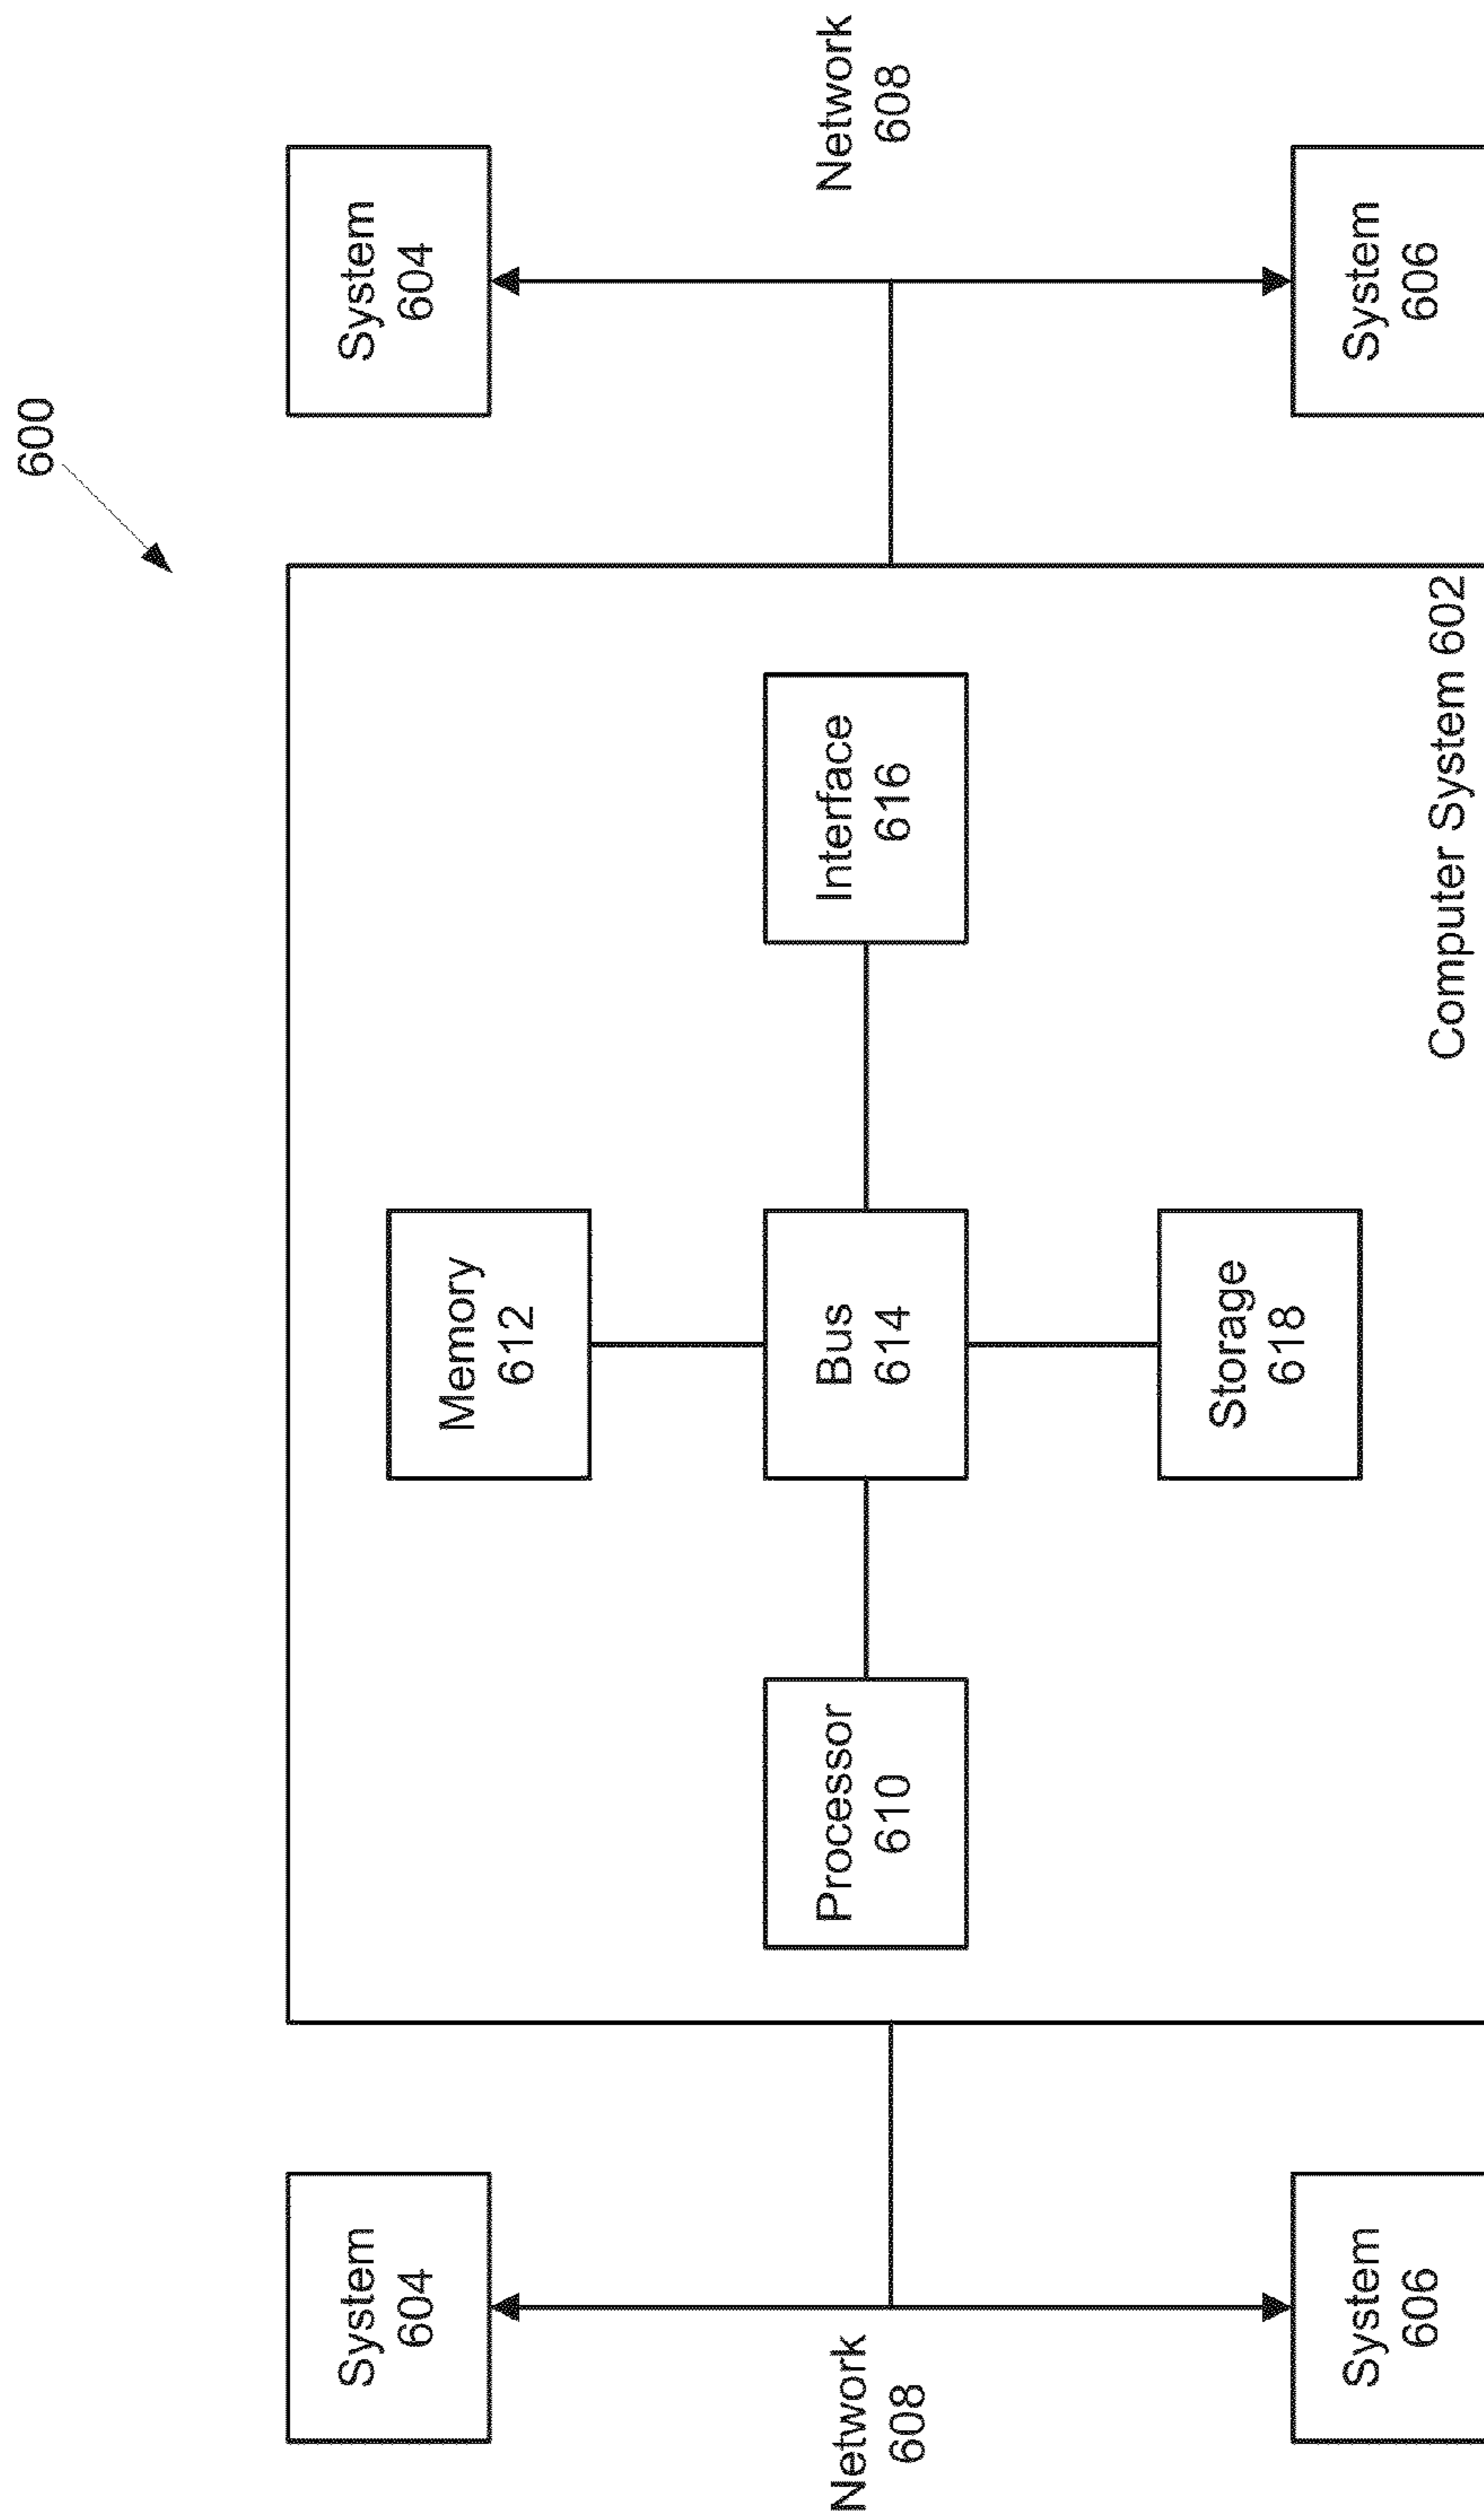 600
System
604
Network
608
System
606
Memory
612
Processor
610
Bus
614
Interface
616
Storage
618
Computer System 602
System
604
Network
608
System
606